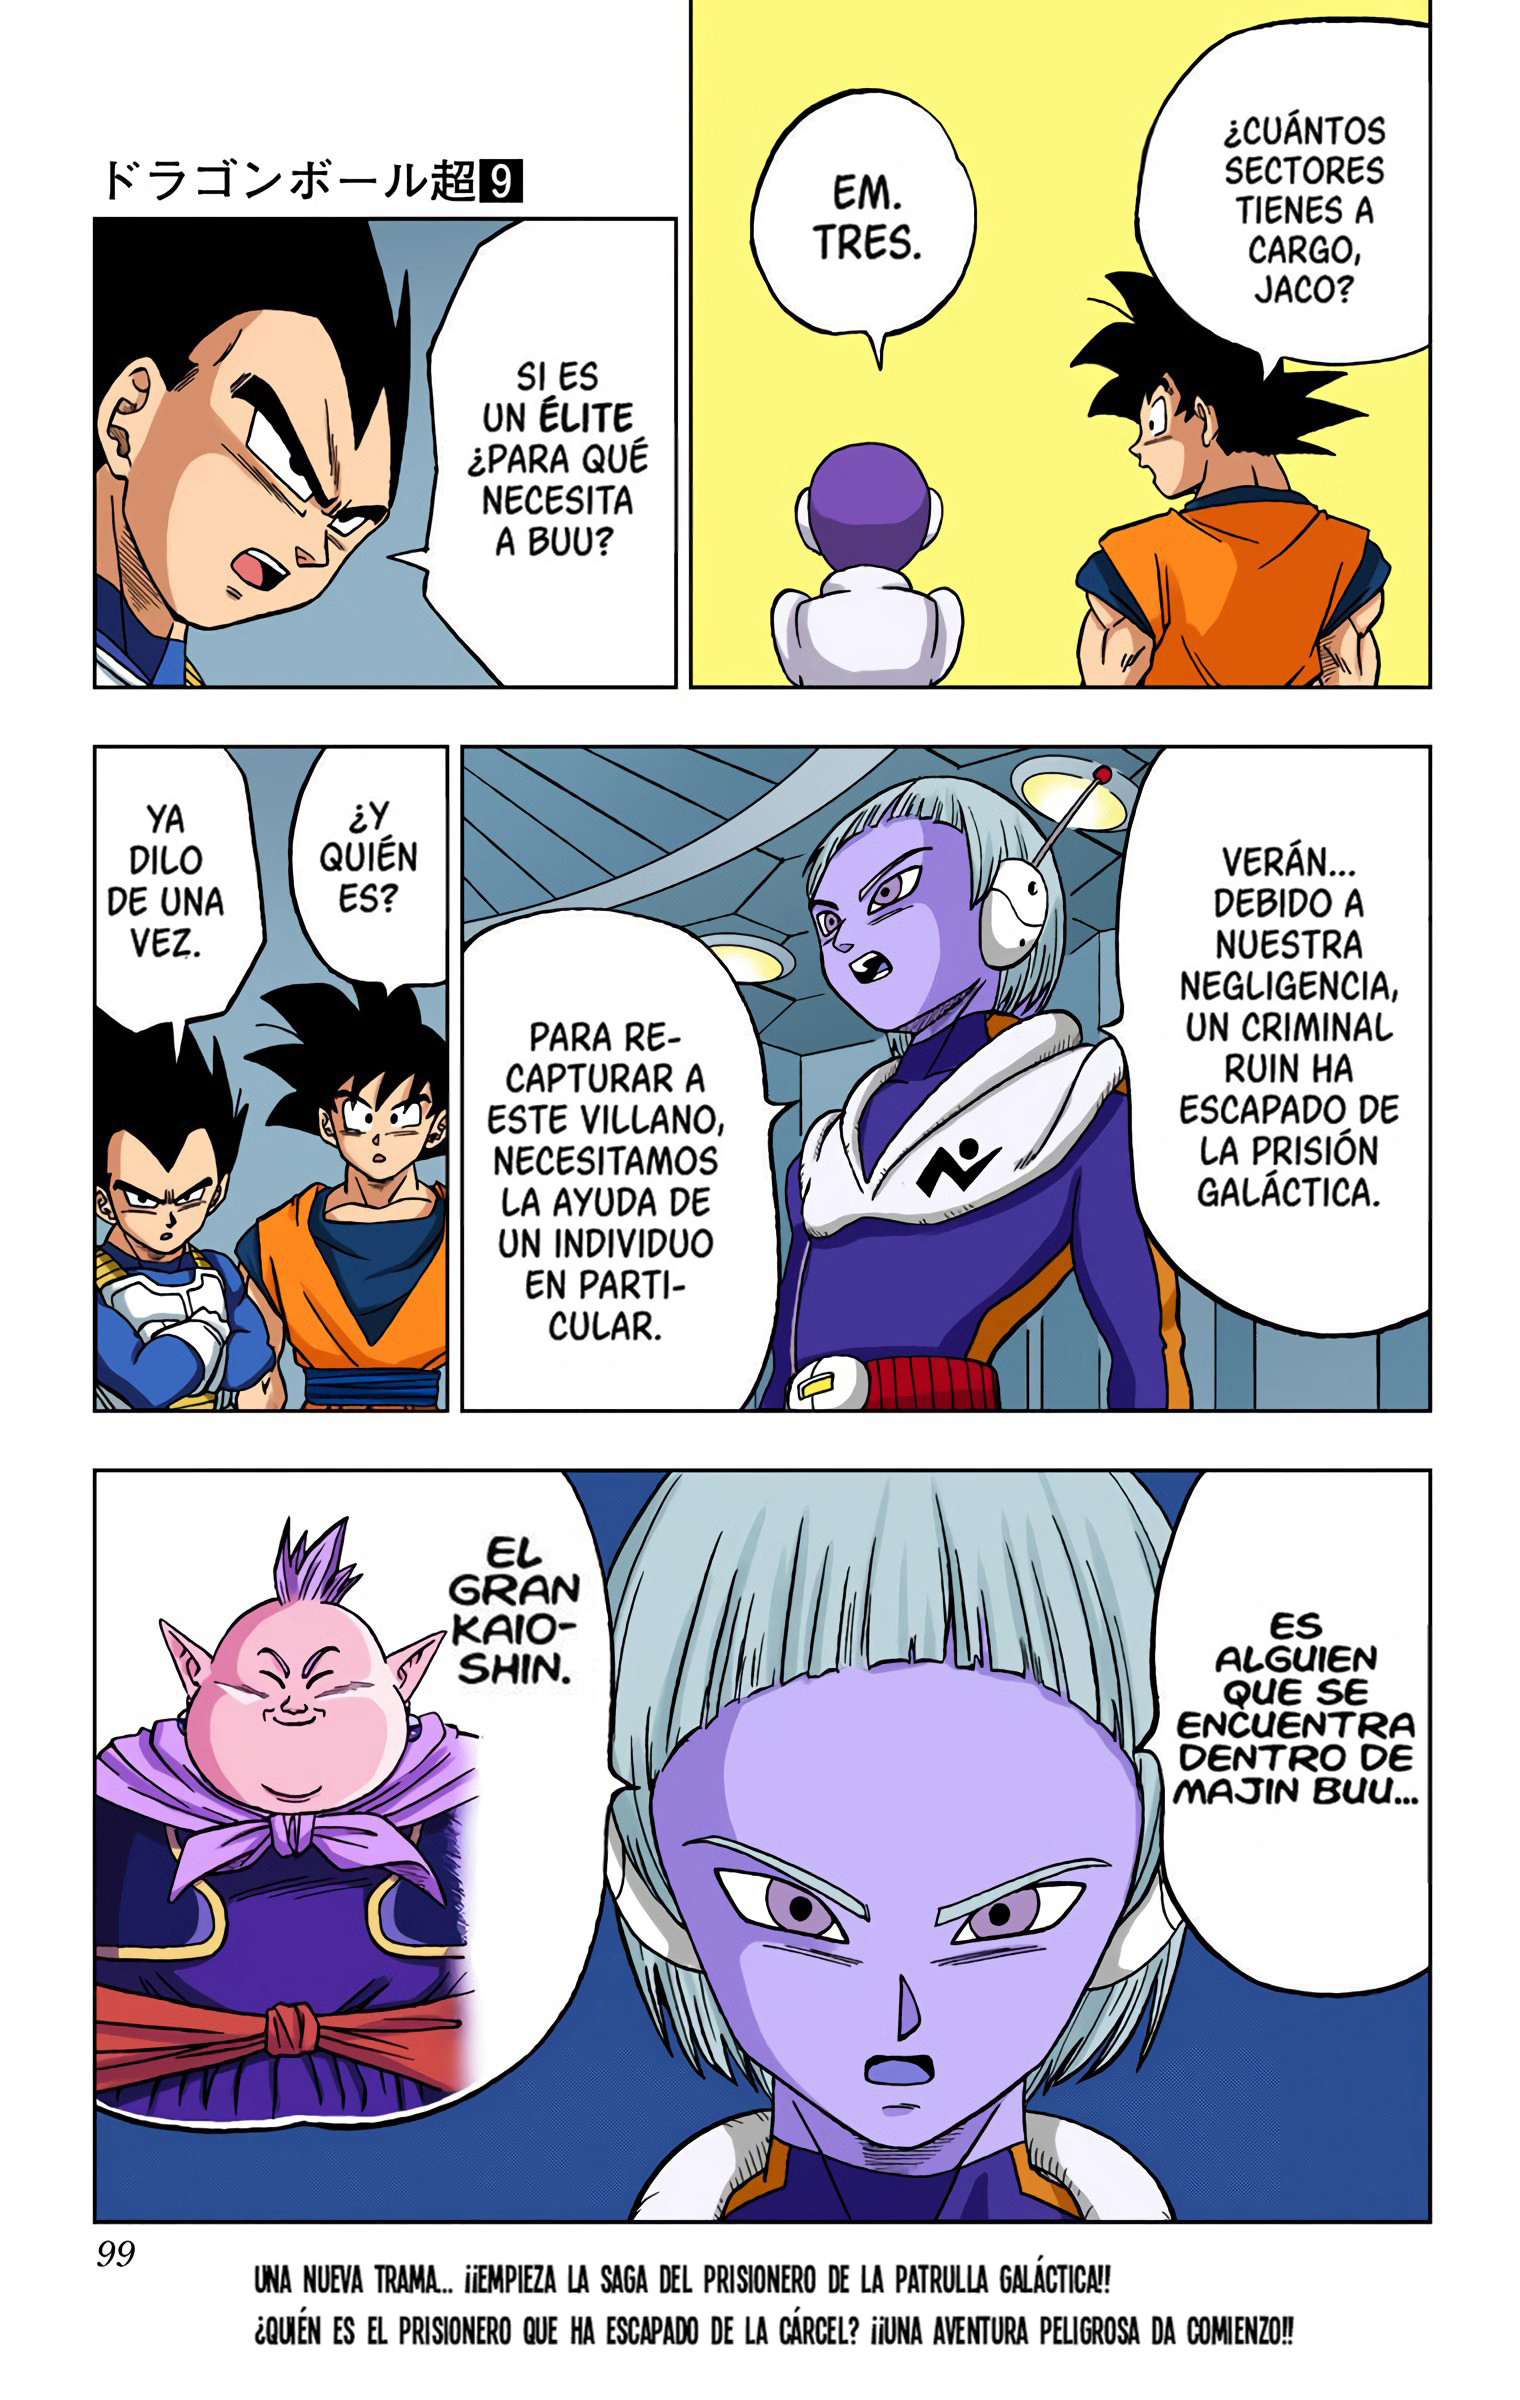 ドラゴンボール超9
¿CUÁNTOS
SECTORES
TIENES A
CARGO,
JACO?
EM.
TRES.
SI ES
UN ÉLITE
¿PARA QUÉ
NECESITA
A BUU?
VERÁN...
DEBIDO A
NUESTRA
NEGLIGENCIA,
UN CRIMINAL
RUIN HA
ESCAPADO DE
LA PRISIÓN
GALÁCTICA.
PARA RE-
CAPTURAR A
ESTE VILLANO,
NECESITAMOS
LA AYUDA DE
UN INDIVIDUO
EN PARTI-
CULAR.
¿Y
QUIÉN
ES?
YA
DILO
DE UNA
VEZ.
ES
ALGUIEN
QUE SE
ENCUENTRA
DENTRO DE
MAJIN BUU...
EL
GRAN
KAIO-
SHIN.
99
UNA NUEVA TRAMA... ¡¡EMPIEZA LA SAGA DEL PRISIONERO DE LA PATRULLA GALÁCTICA!!
¿QUIÉN ES EL PRISIONERO QUE HA ESCAPADO DE LA CÁRCEL? ¡¡UNA AVENTURA PELIGROSA DA COMIENZO!!